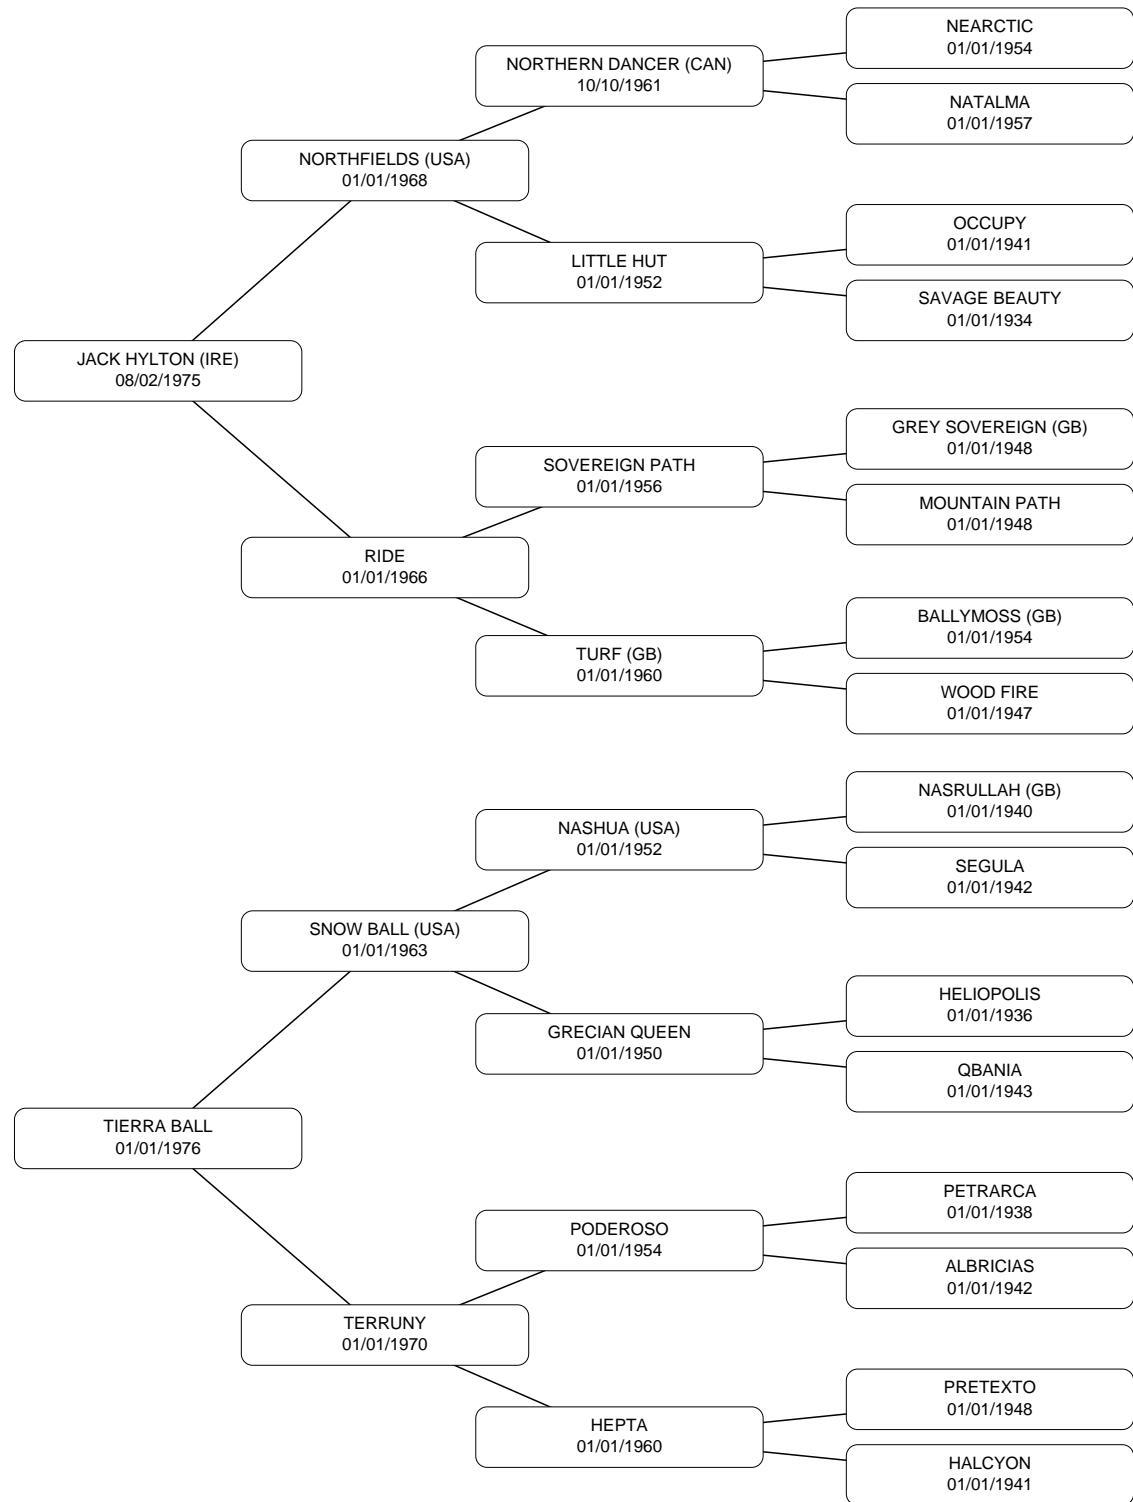 NEARCTIC
01/01/1954
NORTHERN DANCER (CAN)
10/10/1961
NATALMA
01/01/1957
NORTHFIELDS (USA)
01/01/1968
OCCUPY
01/01/1941
LITTLE HUT
01/01/1952
SAVAGE BEAUTY
01/01/1934
JACK HYLTON (IRE)
08/02/1975
GREY SOVEREIGN (GB)
01/01/1948
SOVEREIGN PATH
01/01/1956
MOUNTAIN PATH
01/01/1948
RIDE
01/01/1966
BALLYMOSS (GB)
01/01/1954
TURF (GB)
01/01/1960
WOOD FIRE
01/01/1947
NASRULLAH (GB)
01/01/1940
NASHUA (USA)
01/01/1952
SEGULA
01/01/1942
SNOW BALL (USA)
01/01/1963
HELIOPOLIS
01/01/1936
GRECIAN QUEEN
01/01/1950
QBANIA
01/01/1943
TIERRA BALL
01/01/1976
PETRARCA
01/01/1938
PODEROSO
01/01/1954
ALBRICIAS
01/01/1942
TERRUNY
01/01/1970
PRETEXTO
01/01/1948
HEPTA
01/01/1960
HALCYON
01/01/1941